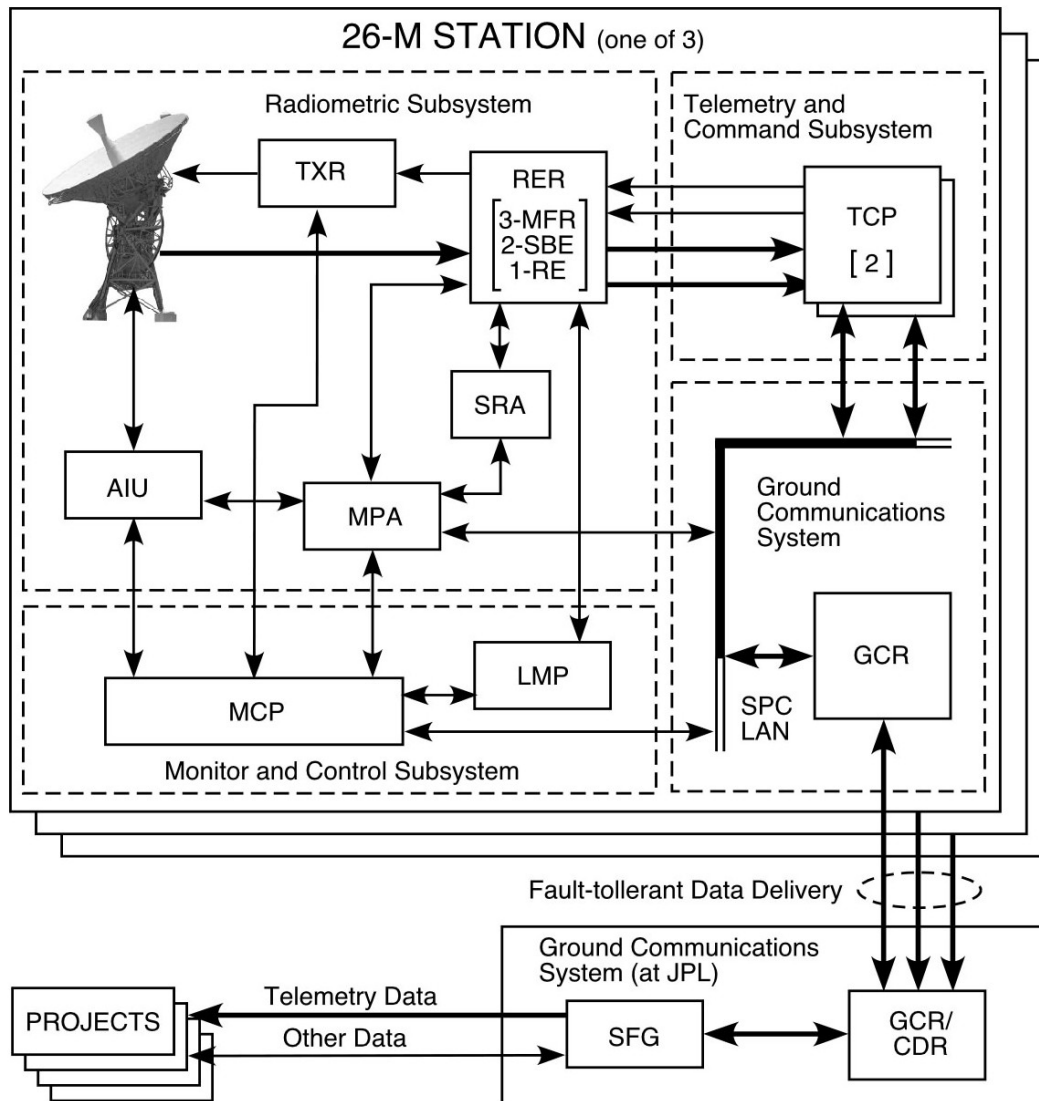 26-M STATION (one of 3)
Radiometric Subsystem
Telemetry and
Command Subsystem
TXR
RER
3-MFR
2-SBE
1-RE
TCP
[ 2 ]
SRA
AIU
MPA
Ground
Communications
System
GCR
LMP
MCP
SPC
LAN
Monitor and Control Subsystem
Fault-tollerant Data Delivery
Ground Communications
System (at JPL)
Telemetry Data
PROJECTS
Other Data
SFG
GCR/
CDR